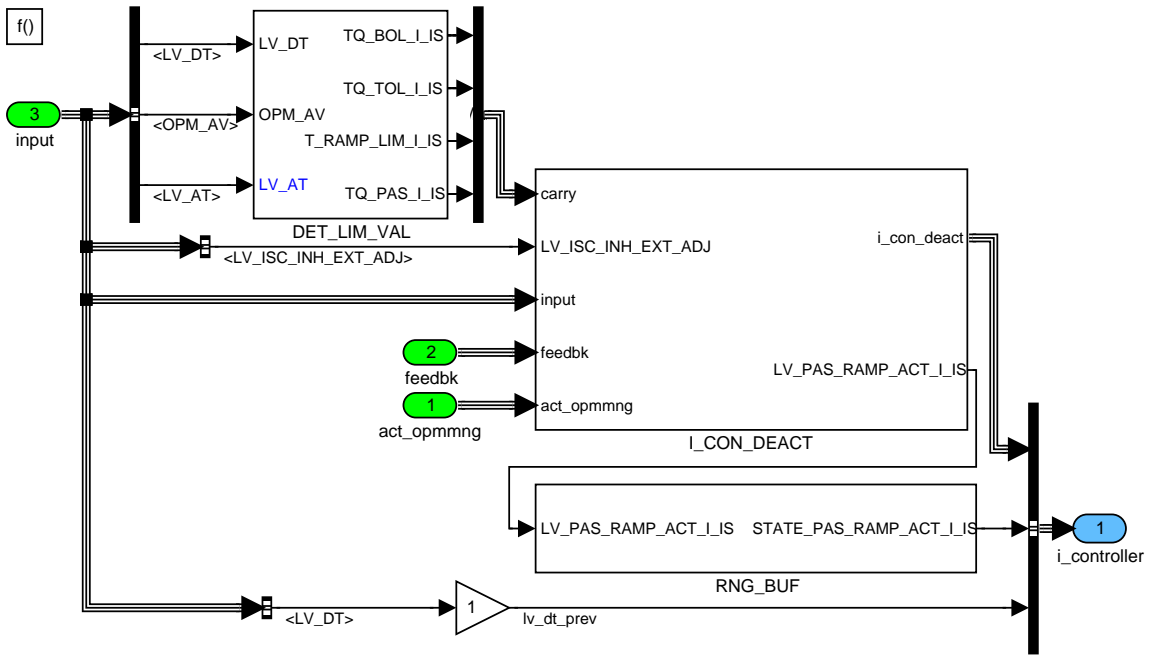 f()
3
input
<LV_DT>
<OPM_AV>
<LV_AT>
LV_DT
OPM_AV
LV_AT
TQ_BOL_I_IS
TQ_TOL_I_IS
T_RAMP_LIM_I_IS
TQ_PAS_I_IS
DET_LIM_VAL
<LV_ISC_INH_EXT_ADJ>
carry
LV_ISC_INH_EXT_ADJ
input
feedbk
act_opmmng
i_con_deact
LV_PAS_RAMP_ACT_I_IS
2
feedbk
1
act_opmmng
I_CON_DEACT
LV_PAS_RAMP_ACT_I_IS
STATE_PAS_RAMP_ACT_I_IS
RNG_BUF
1
i_controller
<LV_DT>
1
lv_dt_prev